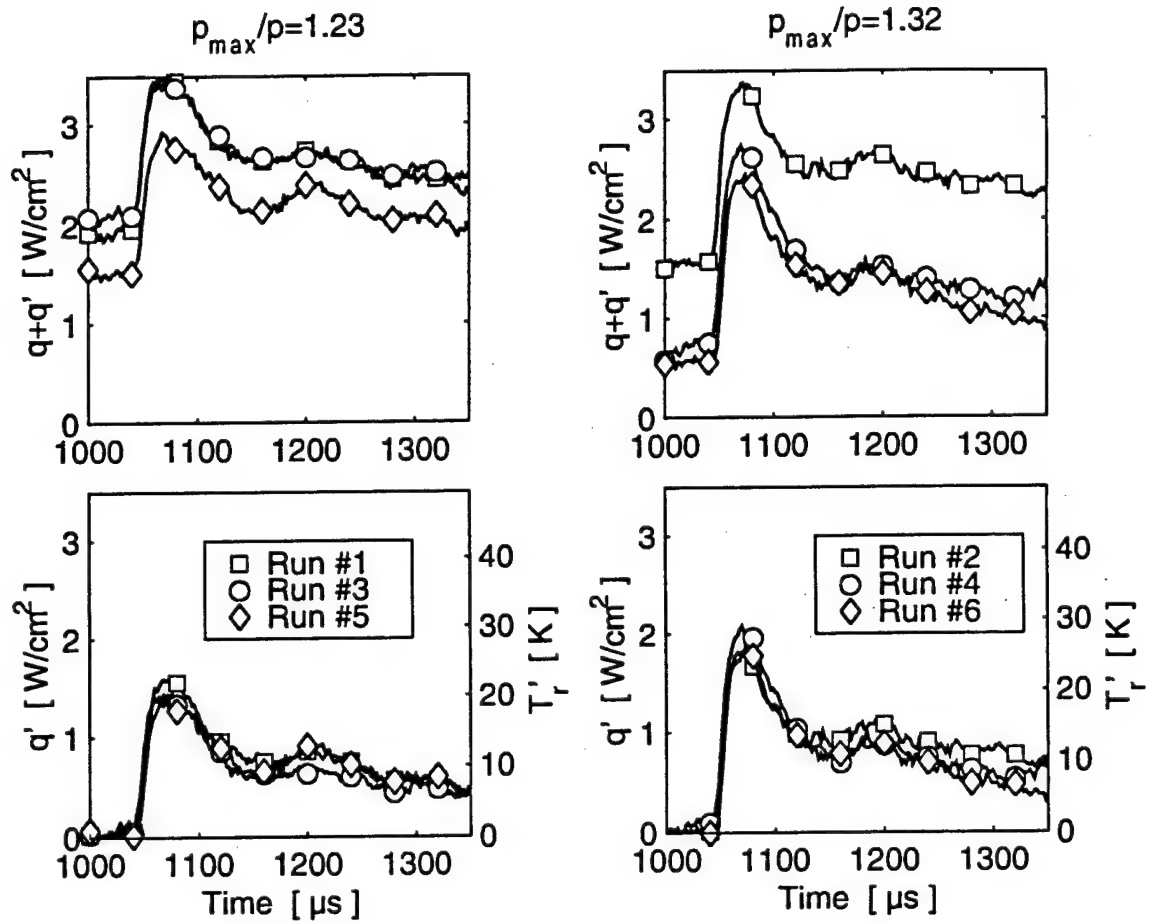 p_max/p=1.23
p_max/p=1.32
q+q' [ W/cm² ]
3
2
1
0
1000 1100 1200 1300
q+q' [ W/cm² ]
3
2
1
0
1000 1100 1200 1300
q' [ W/cm² ]
3
2
1
0
Run #1
Run #3
Run #5
40
30
20
10
0
T_r' [ K ]
1000 1100 1200 1300
Time [ µs ]
q' [ W/cm² ]
3
2
1
0
Run #2
Run #4
Run #6
40
30
20
10
0
T_r' [ K ]
1000 1100 1200 1300
Time [ µs ]